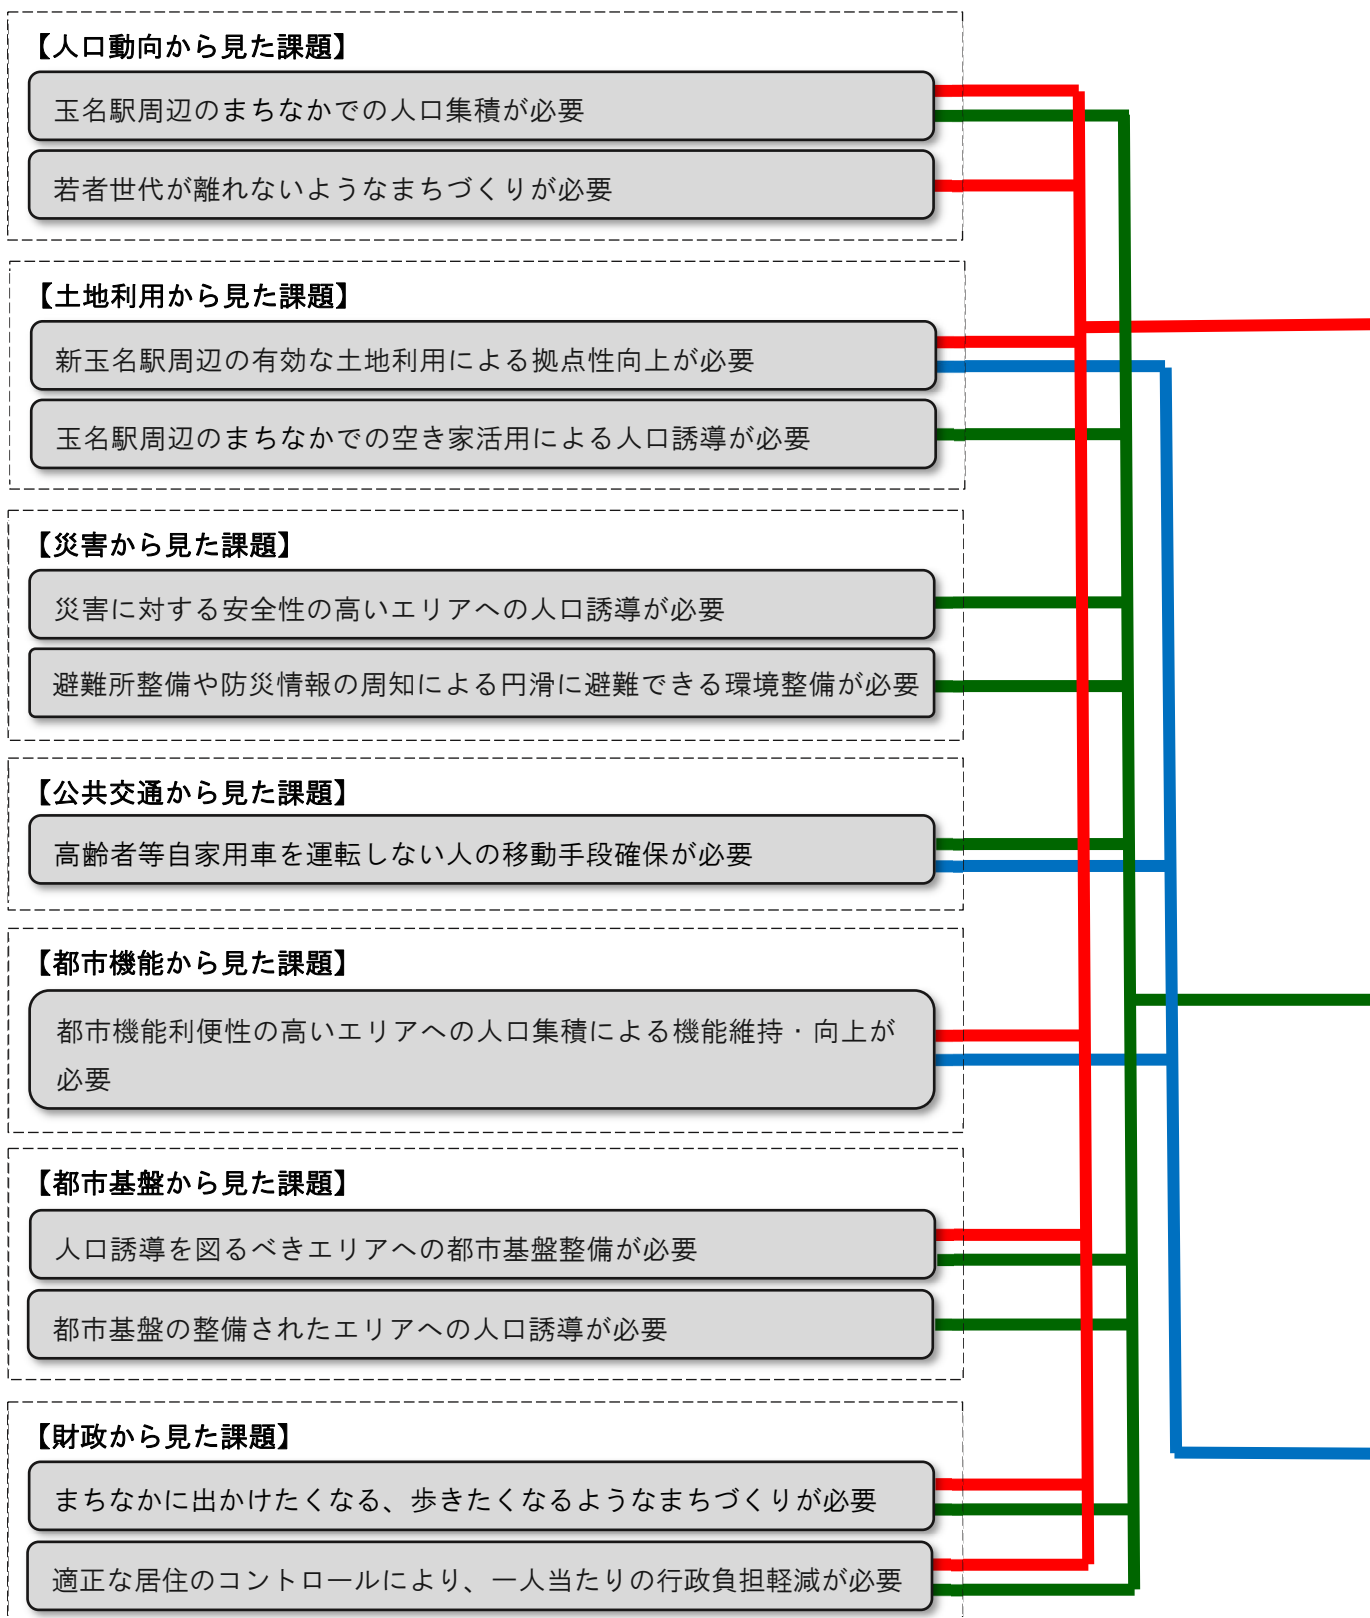 【人口動向から見た課題】
玉名駅周辺のまちなかでの人口集積が必要
若者世代が離れないようなまちづくりが必要
【土地利用から見た課題】
新玉名駅周辺の有効な土地利用による拠点性向上が必要
玉名駅周辺のまちなかでの空き家活用による人口誘導が必要
【災害から見た課題】
災害に対する安全性の高いエリアへの人口誘導が必要
避難所整備や防災情報の周知による円滑に避難できる環境整備が必要
【公共交通から見た課題】
高齢者等自家用車を運転しない人の移動手段確保が必要
【都市機能から見た課題】
都市機能利便性の高いエリアへの人口集積による機能維持・向上が
必要
【都市基盤から見た課題】
人口誘導を図るべきエリアへの都市基盤整備が必要
都市基盤の整備されたエリアへの人口誘導が必要
【財政から見た課題】
まちなかに出かけたくなる、歩きたくなるようなまちづくりが必要
適正な居住のコントロールにより、一人当たりの行政負担軽減が必要